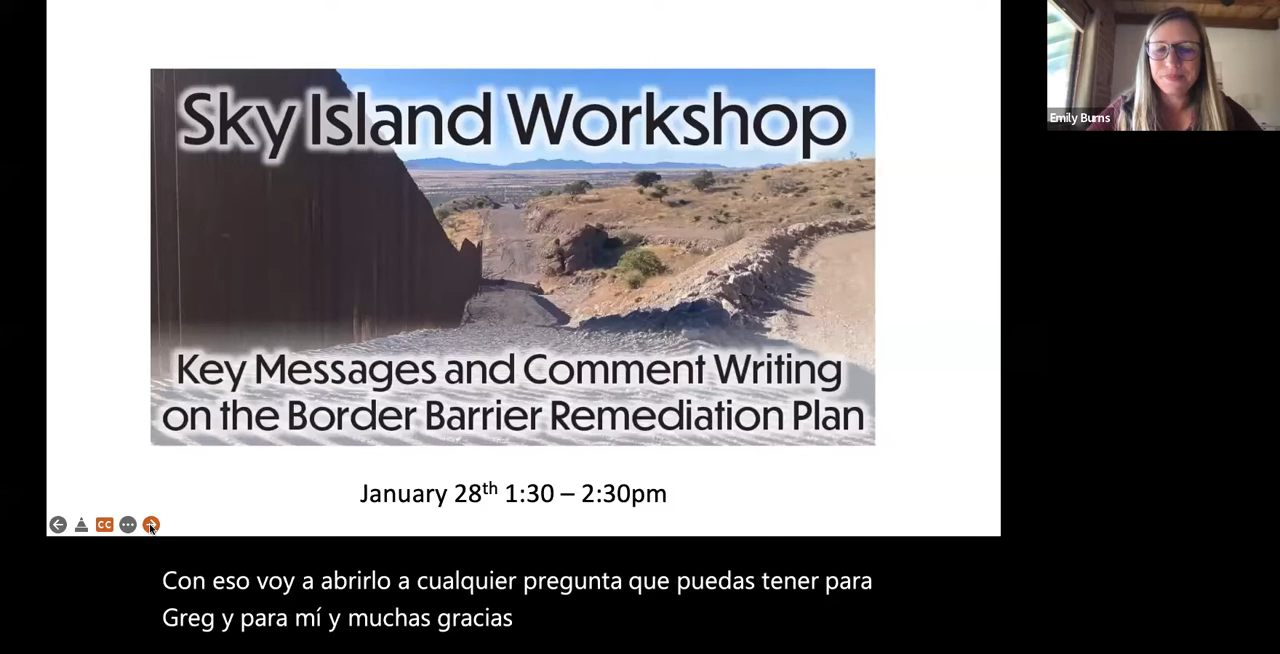 Sky Island Workshop
Key Messages and Comment Writing
on the Border Barrier Remediation Plan
January 28th 1:30 – 2:30pm
Emily Burns
CC
Con eso voy a abrirlo a cualquier pregunta que puedas tener para
Greg y para mí y muchas gracias